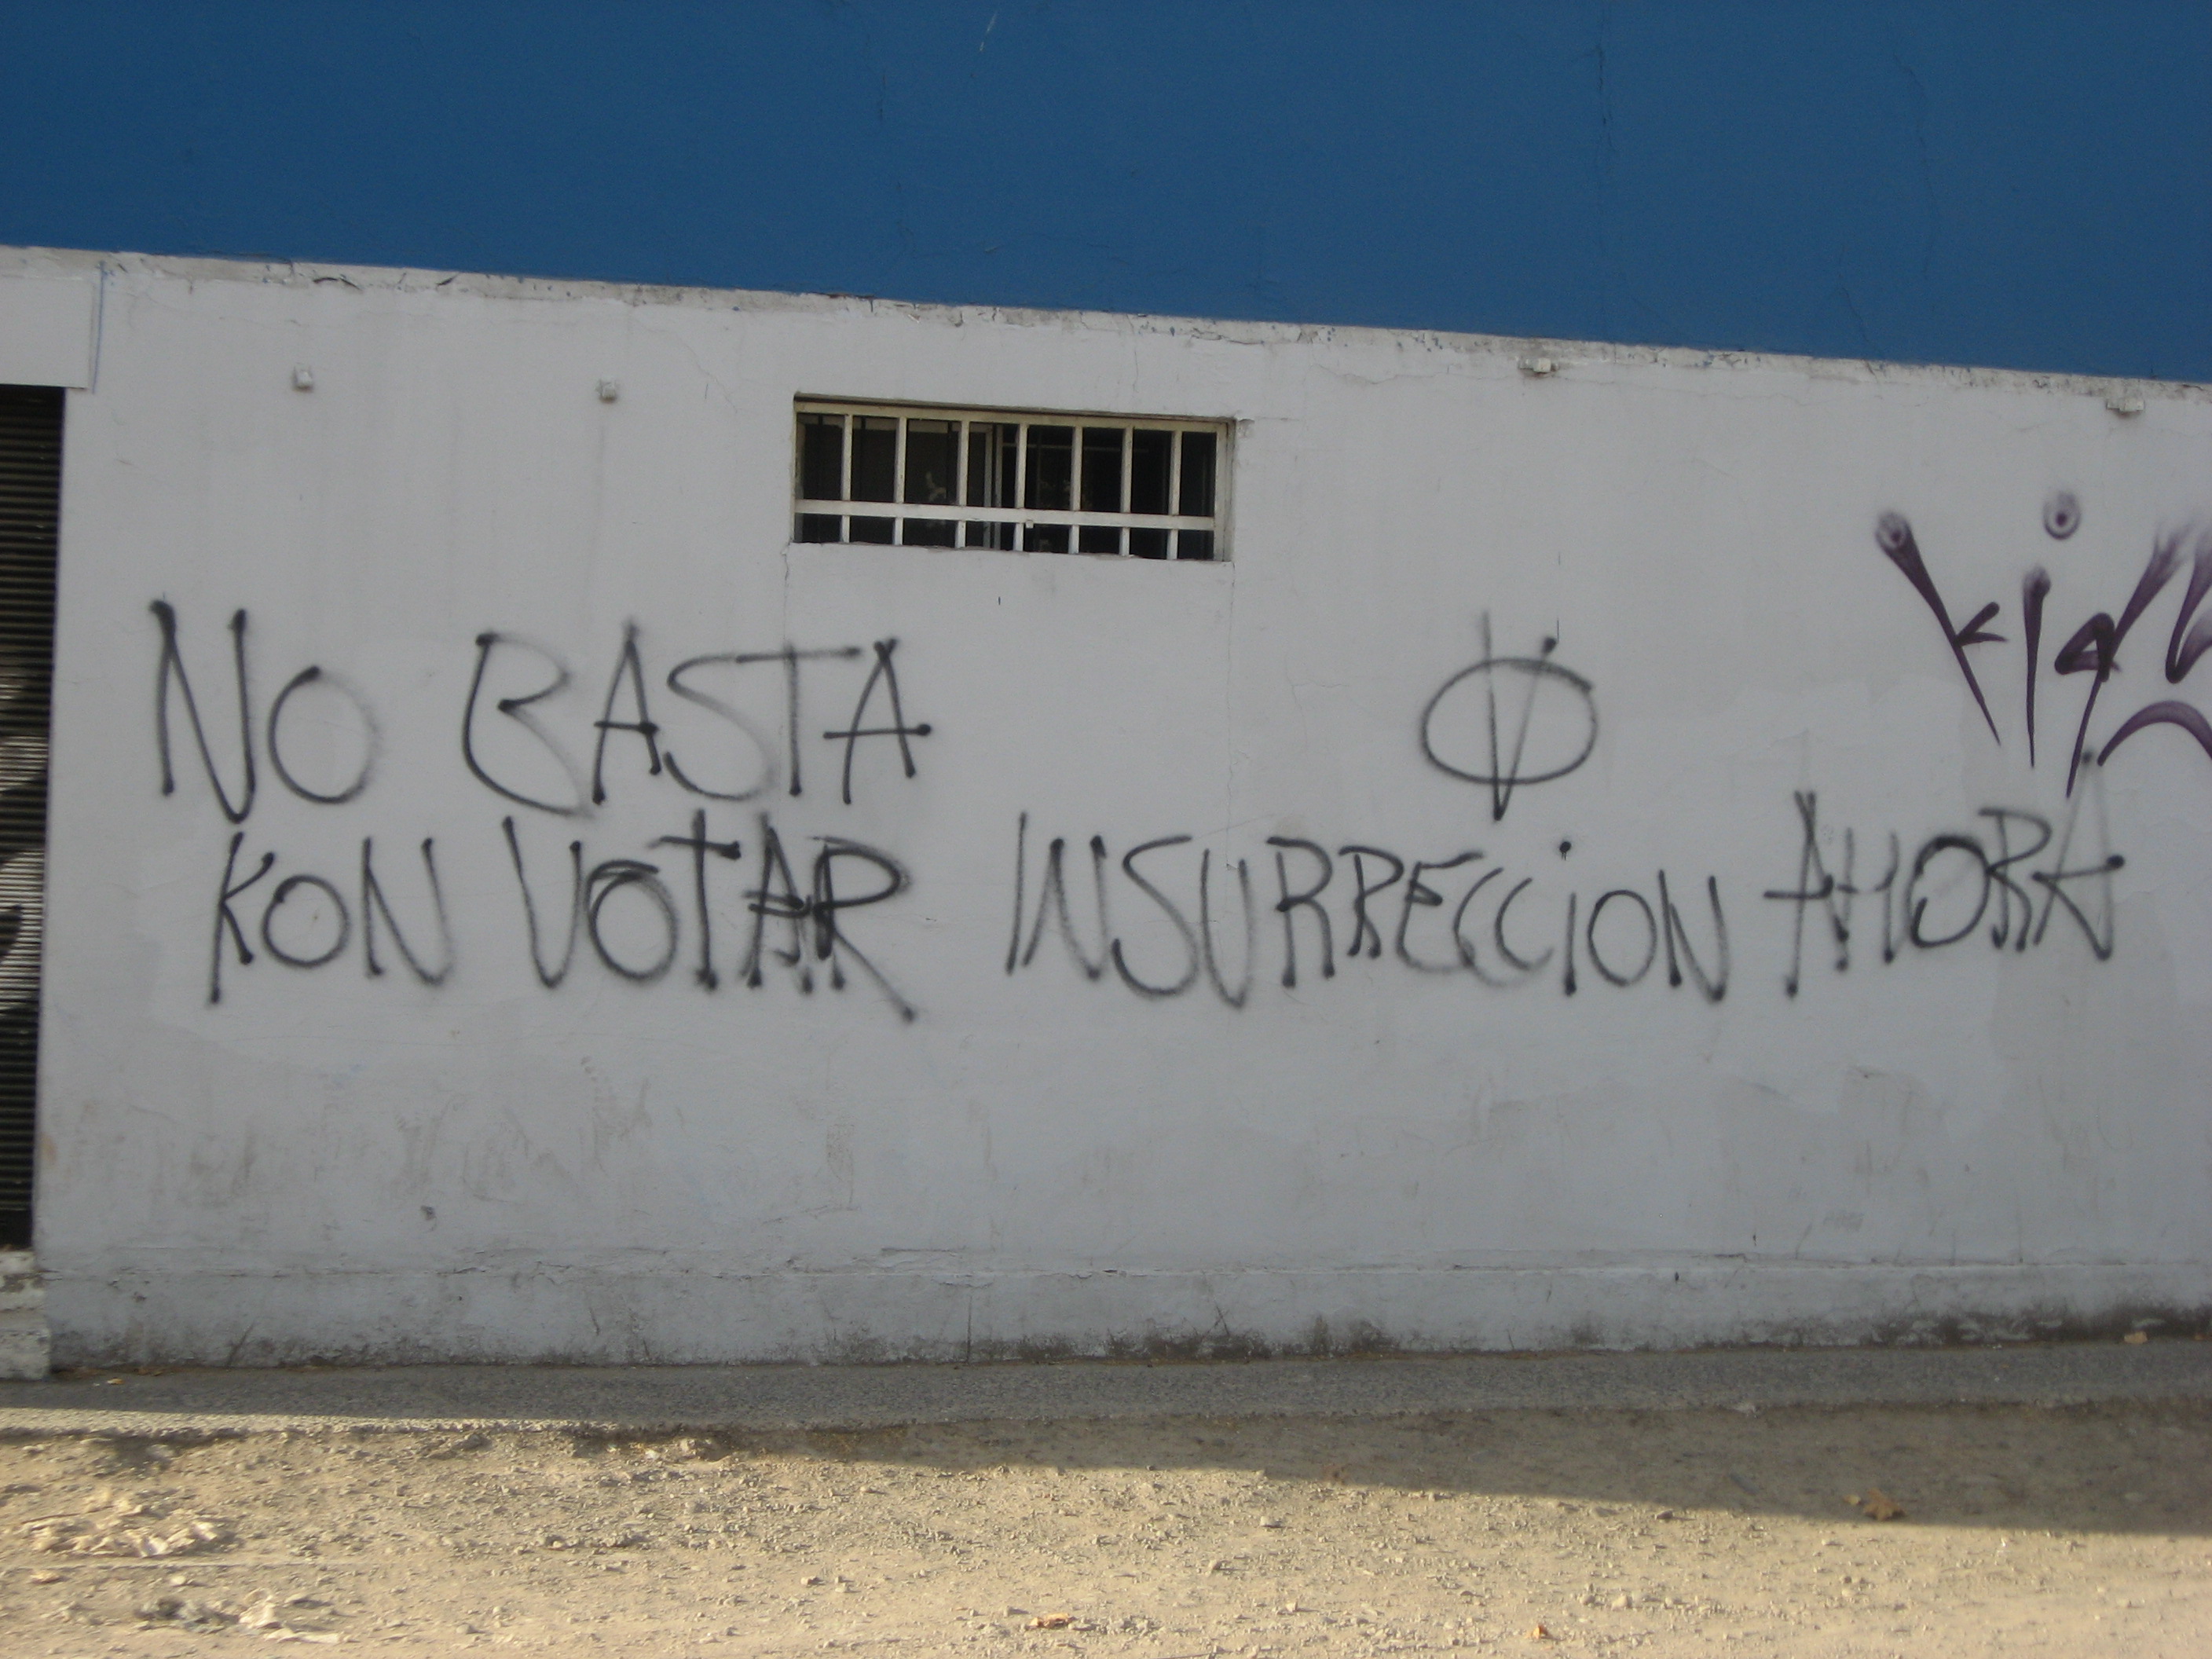 NO BASTA
KON VOTAR INSURRECCION AHORA